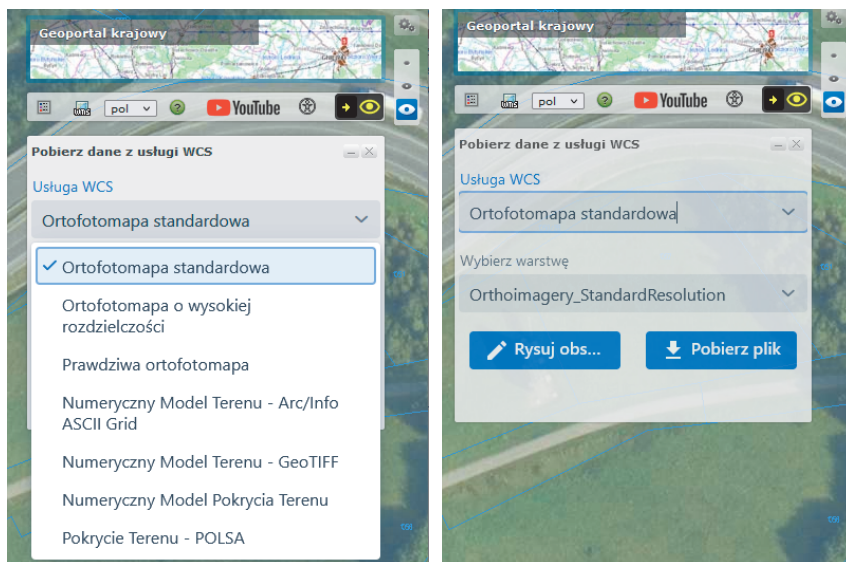 Geoportal krajowy
pol
?
YouTube
Pobierz dane z usługi WCS
Usługa WCS
Ortofotomapa standardowa
Ortofotomapa standardowa
Ortofotomapa o wysokiej
rozdzielczości
Prawdziwa ortofotomapa
Numeryczny Model Terenu - Arc/Info
ASCII Grid
Numeryczny Model Terenu - GeoTIFF
Numeryczny Model Pokrycia Terenu
Pokrycie Terenu - POLSA
Geoportal krajowy
pol
?
YouTube
Pobierz dane z usługi WCS
Usługa WCS
Ortofotomapa standardowa
Wybierz warstwę
Orthoimagery_StandardResolution
Rysuj obs...
Pobierz plik